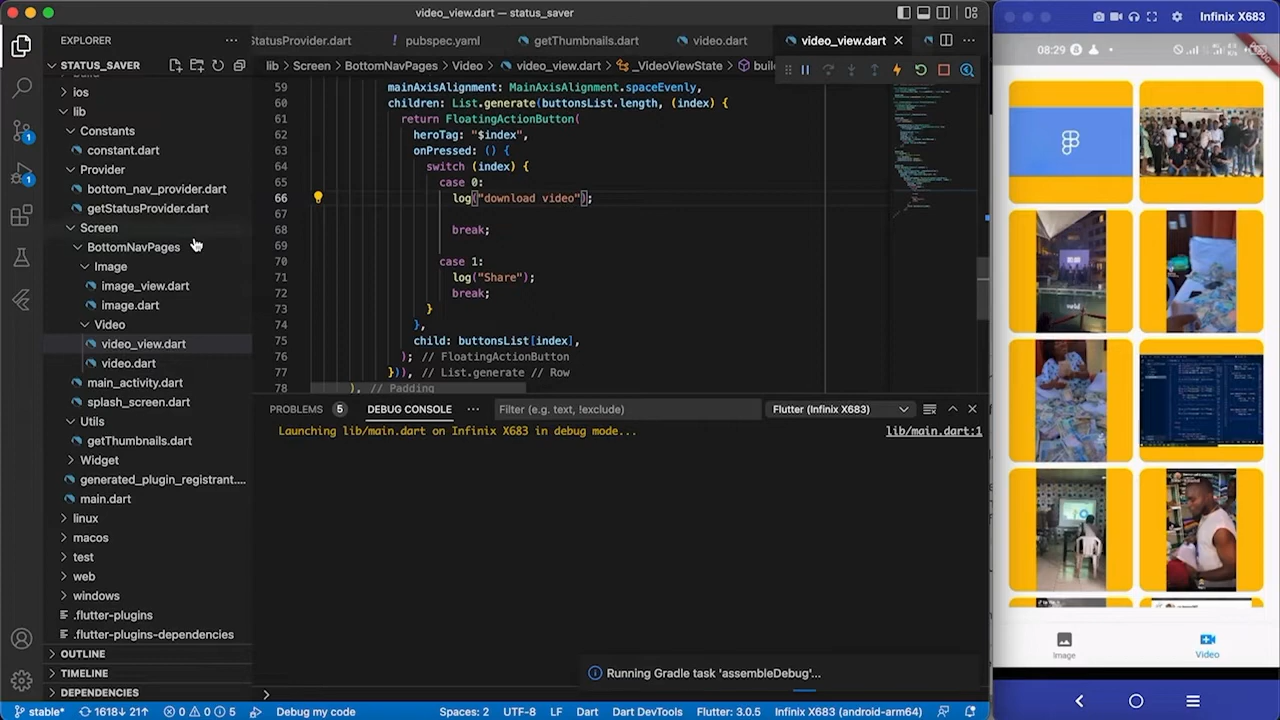 video_view.dart — status_saver
Infinix X683
EXPLORER
StatusProvider.dart
pubspec.yaml
getThumbnails.dart
video.dart
video_view.dart
STATUS_SAVER
lib > Screen > BottomNavPages > Video > video_view.dart > _VideoViewState > build
build
ios
lib
Constants
constant.dart
Provider
bottom_nav_provider.dart
getStatusProvider.dart
Screen
BottomNavPages
Image
image_view.dart
image.dart
Video
video_view.dart
video.dart
main_activity.dart
splash_screen.dart
Utils
getThumbnails.dart
Widget
generated_plugin_registrant....
main.dart
linux
macos
test
web
windows
.flutter-plugins
.flutter-plugins-dependencies
OUTLINE
TIMELINE
DEPENDENCIES
59 mainAxisAlignment: MainAxisAlignment.spaceEvenly,
60 children: List.generate(buttonsList.length, (index) {
61 return FloatingActionButton(
62 heroTag: "$index",
63 onPressed: () {
64 switch (index) {
65 case 0:
66 log("download video");
67
68 break;
69
70 case 1:
71 log("Share");
72 break;
73 }
74 },
75 child: buttonsList[index],
76 ); // FloatingActionButton
77 })), // List.generate // Row
78 ), // Padding
PROBLEMS 5
DEBUG CONSOLE
Filter (e.g. text, !exclude)
Flutter (Infinix X683)
Launching lib/main.dart on Infinix X683 in debug mode...
lib/main.dart:1
Running Gradle task 'assembleDebug'...
stable*
1618↓ 21↑
0 0 5
Debug my code
Spaces:
UTF-8
LF
Dart
Dart DevTools
Flutter: 3.0.5
Infinix X683 (android-arm64)
08:29
Image
Video